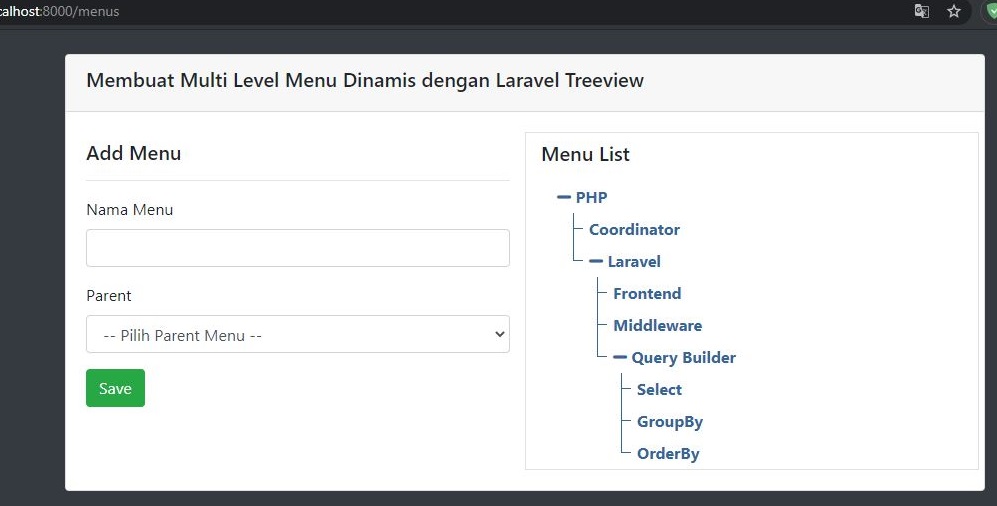 calhost:8000/menus
Membuat Multi Level Menu Dinamis dengan Laravel Treeview
Add Menu
Nama Menu
Parent
-- Pilih Parent Menu --
Save
Menu List
PHP
Coordinator
Laravel
Frontend
Middleware
Query Builder
Select
GroupBy
OrderBy